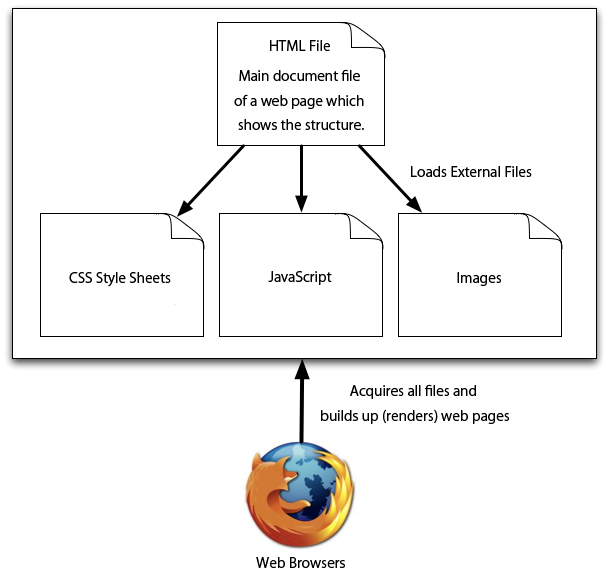 HTML File
Main document file
of a web page which
shows the structure.
Loads External Files
CSS Style Sheets
JavaScript
Images
Acquires all files and
builds up (renders) web pages
Web Browsers